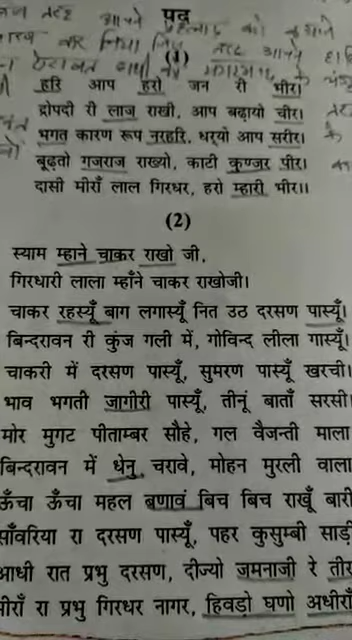 पद
(1)
हरि आप हरो जन री भीर।
द्रोपदी री लाज राखी, आप बढ़ायो चीर।
भगत कारण रूप नरहरि, धर्‌यो आप सरीर।
बूढ़तो गजराज राख्यो, काटी कुण्जर पीर।
दासी मीराँ लाल गिरधर, हरो म्हारी भीर।।
(2)
स्याम म्हाने चाकर राखो जी,
गिरधारी लाला म्हाँने चाकर राखोजी।
चाकर रहस्यूँ बाग लगास्यूँ नित उठ दरसण पास्यूँ।
बिन्दरावन री कुंज गली में, गोविन्द लीला गास्यूँ।
चाकरी में दरसण पास्यूँ, सुमरण पास्यूँ खरची।
भाव भगती जागीरी पास्यूँ, तीनूं बाताँ सरसी।
मोर मुगट पीताम्बर सौहे, गल वैजन्ती माला
बिन्दरावन में धेनु चरावे, मोहन मुरली वाला
ऊँचा ऊँचा महल बणावं बिच बिच राखूँ बारी
साँवरिया रा दरसण पास्यूँ, पहर कुसुम्बी साड़ी
आधी रात प्रभु दरसण, दीज्यो जमनाजी रे तीर
मीराँ रा प्रभु गिरधर नागर, हिवड़ो घणो अधीराँ